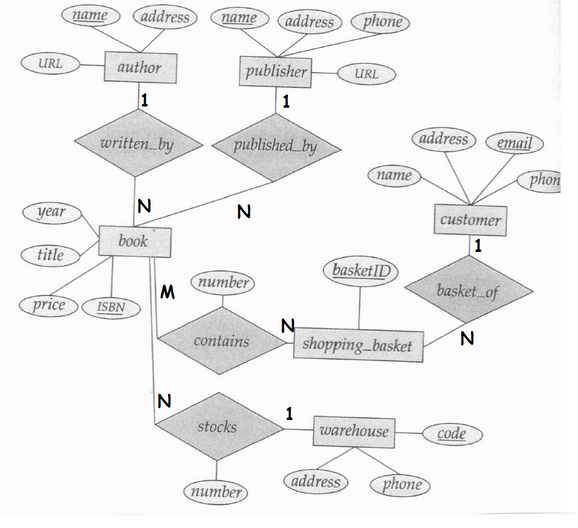 name address name address phone
URL author publisher URL
1 1
written_by published_by
address email
name phon
N N
year customer
book 1
title basketID
M number basket_of
price ISBN
contains N shopping_basket N
N stocks 1 warehouse code
number address phone